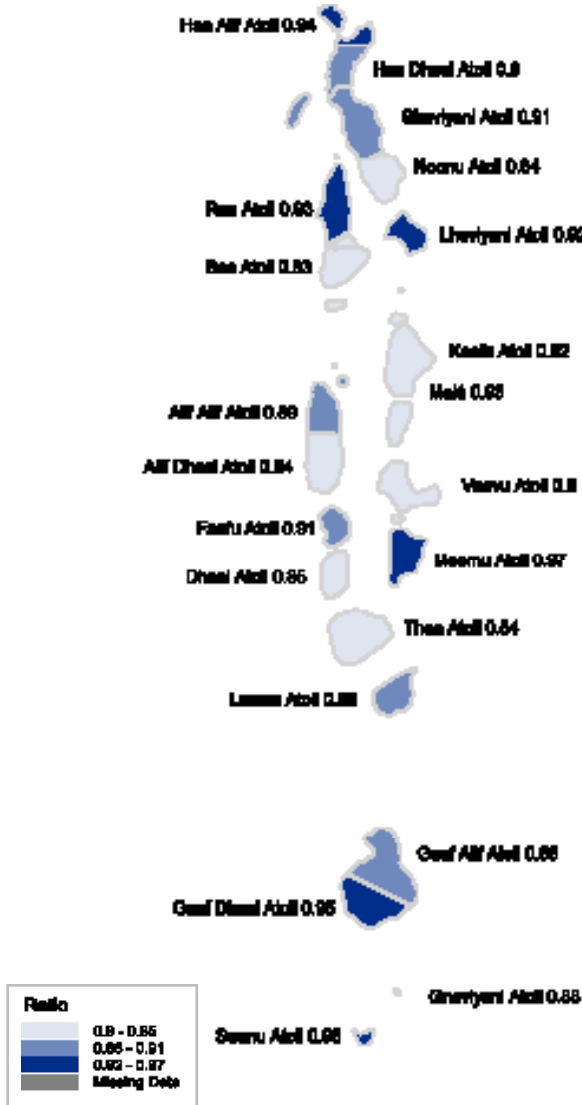 Haa Alif Atoll 0.94
Haa Dhaal Atoll 0.9
Shaviyani Atoll 0.91
Noonu Atoll 0.84
Raa Atoll 0.93
Lhaviyani Atoll 0.92
Baa Atoll 0.83
Kaafu Atoll 0.82
Malé
Alif Alif Atoll 0.89
Alif Dhaal Atoll 0.84
Vaavu Atoll 0.8
Faafu Atoll 0.91
Meemu Atoll 0.97
Dhaal Atoll 0.85
Thaa Atoll 0.84
Laamu Atoll
Gaaf Alif Atoll
Gaaf Dhaal Atoll 0.95
Gnaviyani Atoll
Seenu Atoll 0.96
Ratio
0.8 - 0.85
0.86 - 0.91
0.92 - 0.97
Missing Data